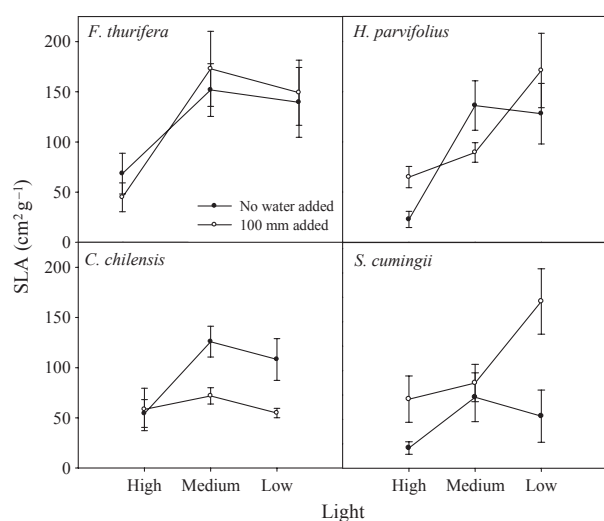 F. thurifera
H. parvifolius
200
150
100
50
0
No water added
100 mm added
SLA (cm² g⁻¹)
C. chilensis
S. cumingii
200
150
100
50
0
High Medium Low
High Medium Low
Light